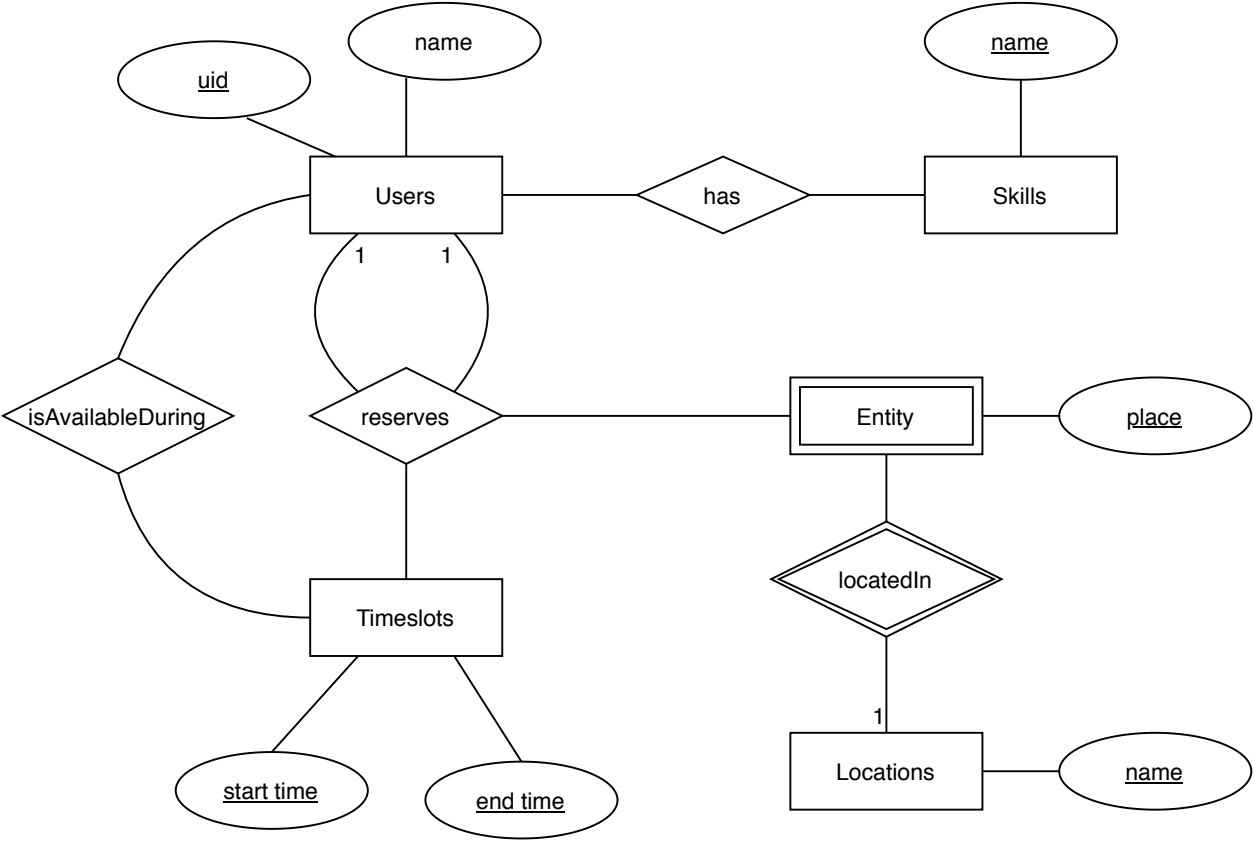 name
name
uid
Users
has
Skills
1
1
isAvailableDuring
reserves
Entity
place
locatedIn
Timeslots
1
Locations
name
start time
end time